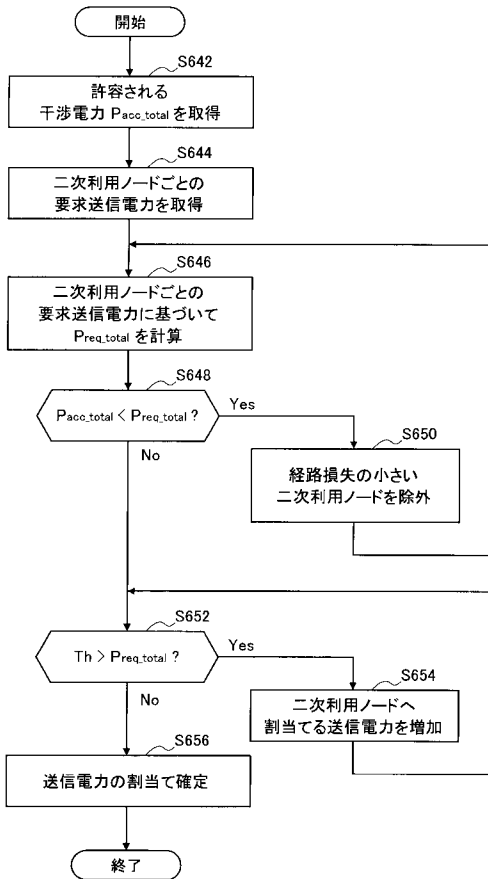 開始
S642
許容される
干渉電力 Pacc_total を取得
S644
二次利用ノードごとの
要求送信電力を取得
S646
二次利用ノードごとの
要求送信電力に基づいて
Preq_total を計算
S648
Pacc_total < Preq_total ?
Yes
No
S650
経路損失の小さい
二次利用ノードを除外
S652
Th > Preq_total ?
Yes
No
S654
二次利用ノードへ
割当てる送信電力を増加
S656
送信電力の割当て確定
終了